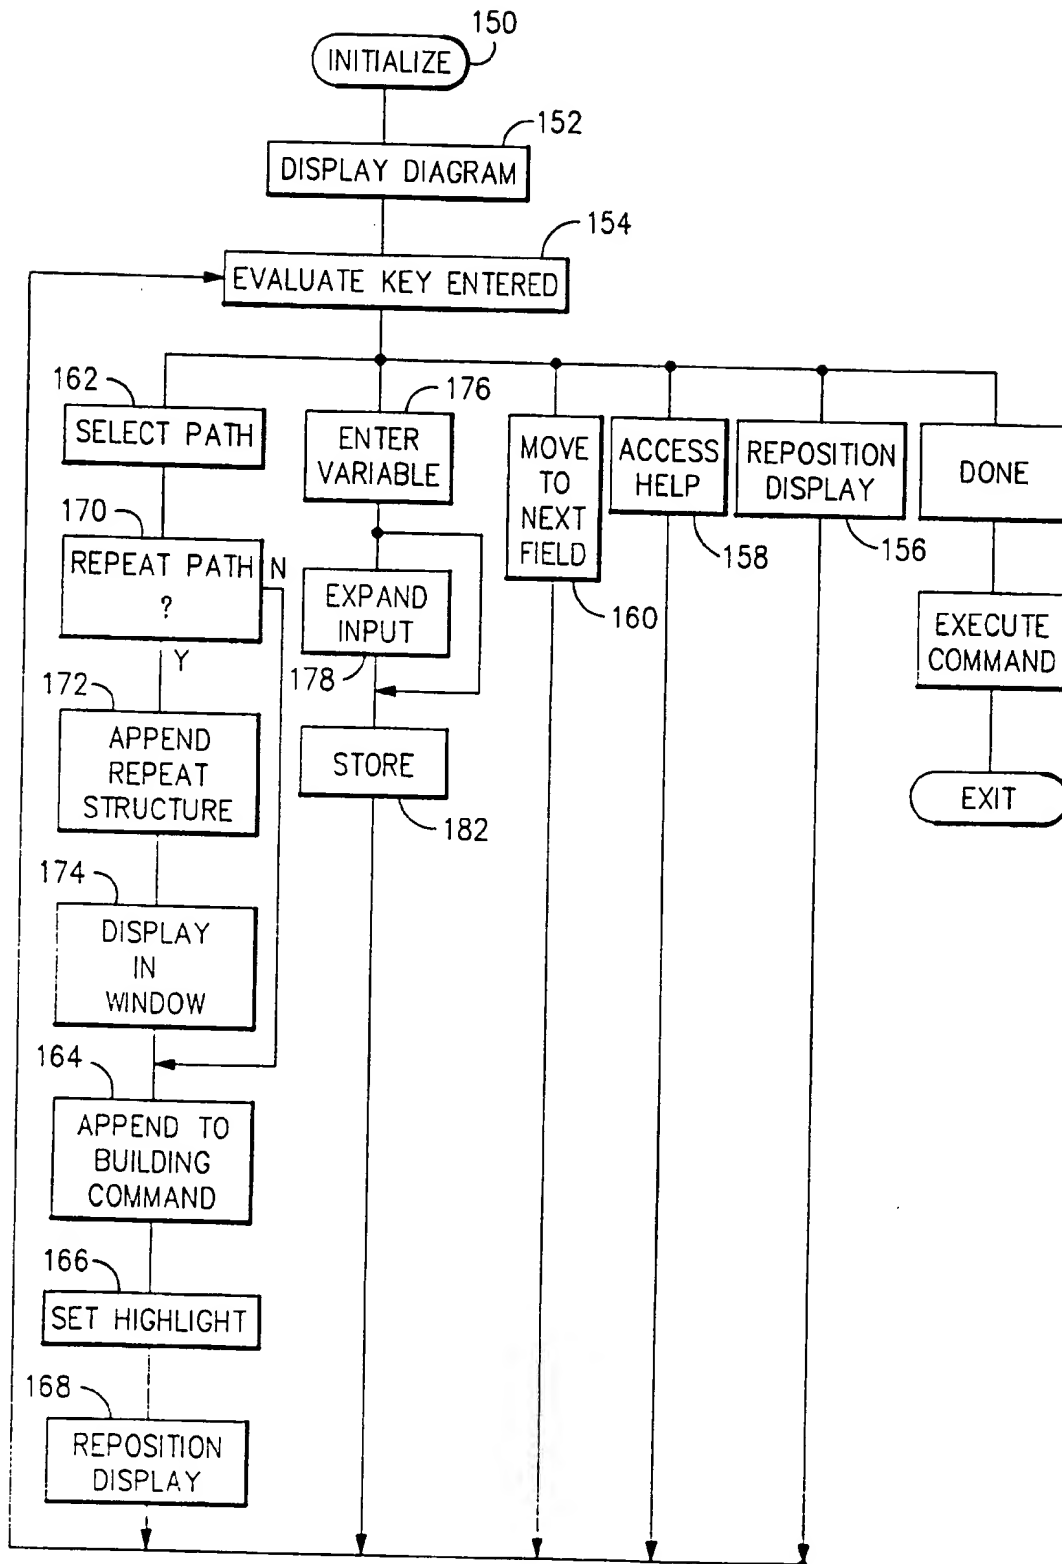 150
INITIALIZE
152
DISPLAY DIAGRAM
154
EVALUATE KEY ENTERED
162
SELECT PATH
170
REPEAT PATH
?
N
Y
172
APPEND
REPEAT
STRUCTURE
174
DISPLAY
IN
WINDOW
164
APPEND TO
BUILDING
COMMAND
166
SET HIGHLIGHT
168
REPOSITION
DISPLAY
176
ENTER
VARIABLE
EXPAND
INPUT
178
STORE
182
MOVE
TO
NEXT
FIELD
160
ACCESS
HELP
158
REPOSITION
DISPLAY
156
DONE
EXECUTE
COMMAND
EXIT